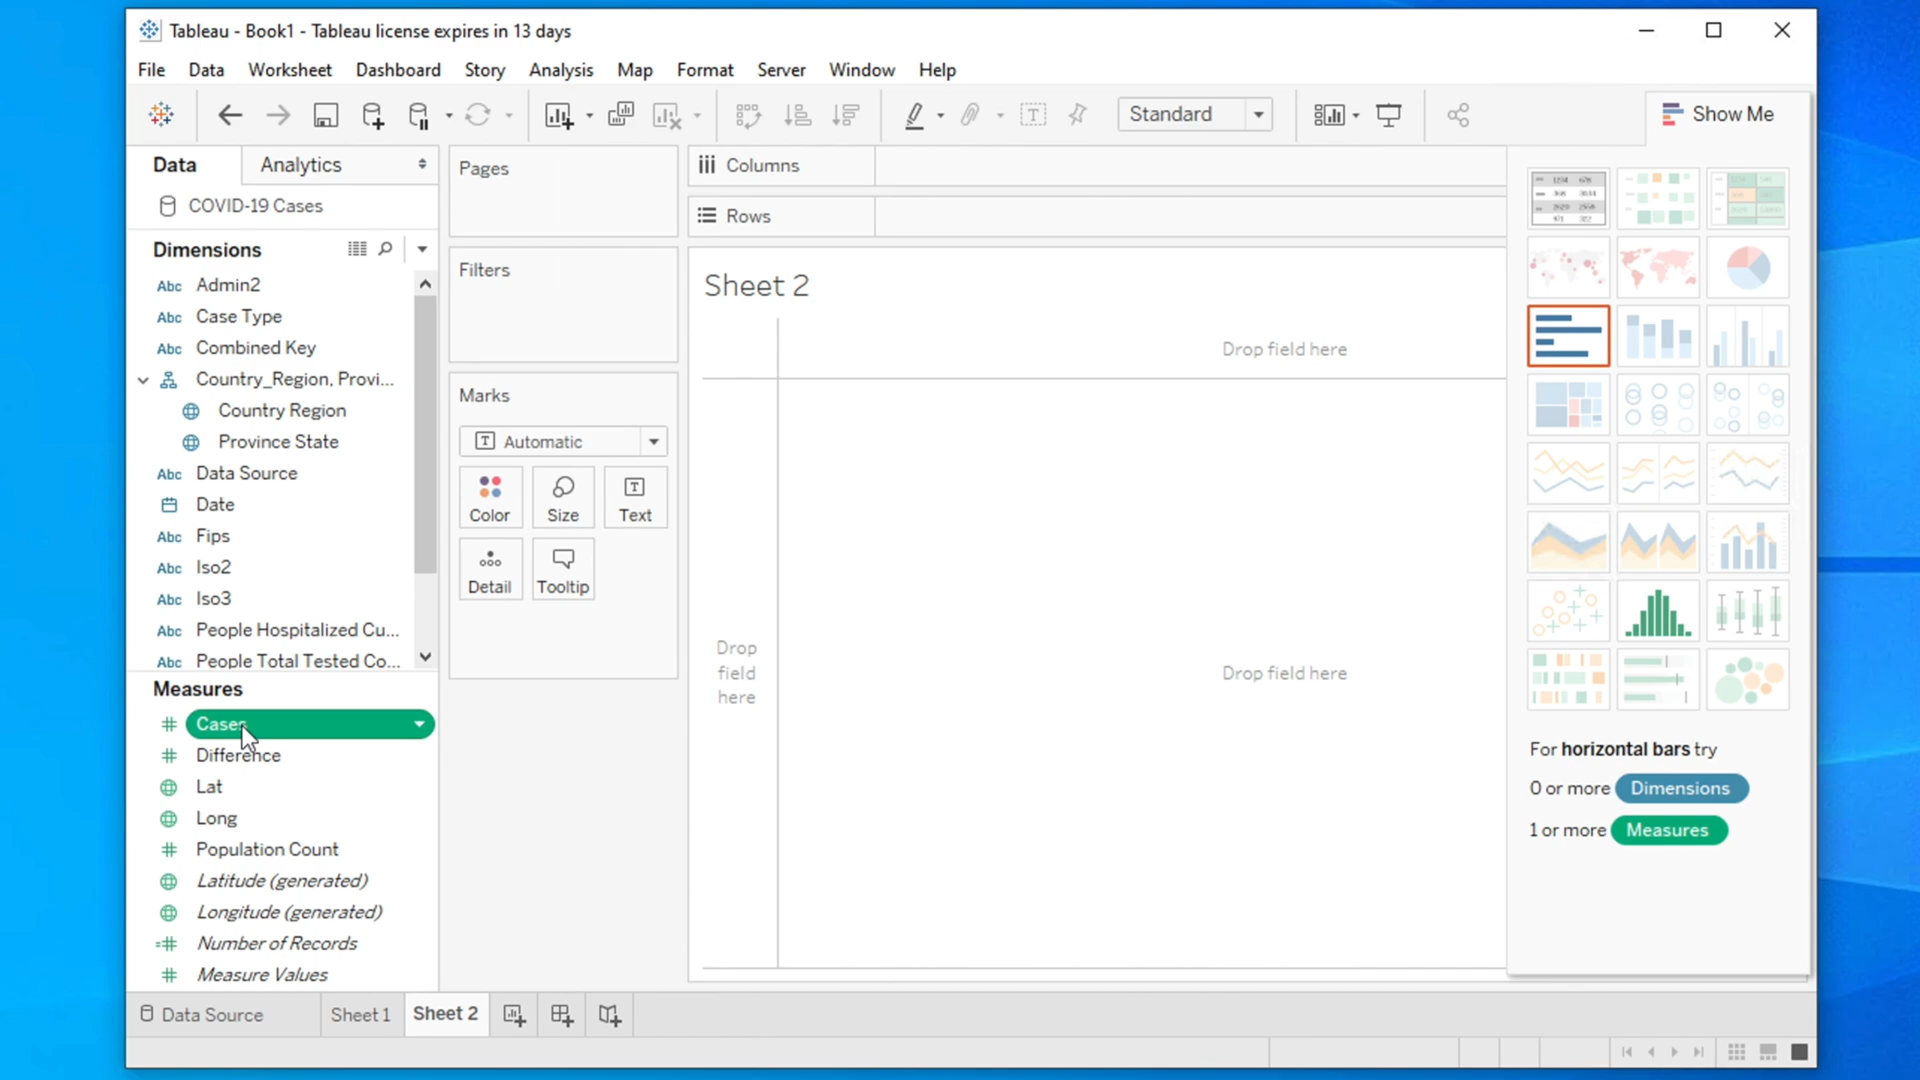 Tableau - Book1 - Tableau license expires in 13 days
File Data Worksheet Dashboard Story Analysis Map Format Server Window Help
Standard
Show Me
Data
Analytics
COVID-19 Cases
Dimensions
Abc Admin2
Abc Case Type
Abc Combined Key
Country_Region, Provi...
Country Region
Province State
Abc Data Source
Date
Abc Fips
Abc Iso2
Abc Iso3
Abc People Hospitalized Cu...
Abc People Total Tested Co...
Measures
Cases
Difference
Lat
Long
Population Count
Latitude (generated)
Longitude (generated)
Number of Records
Measure Values
Pages
Filters
Marks
Automatic
Color Size Text
Detail Tooltip
Columns
Rows
Sheet 2
Drop field here
Drop
field
here
Drop field here
For horizontal bars try
0 or more Dimensions
1 or more Measures
Data Source
Sheet 1
Sheet 2